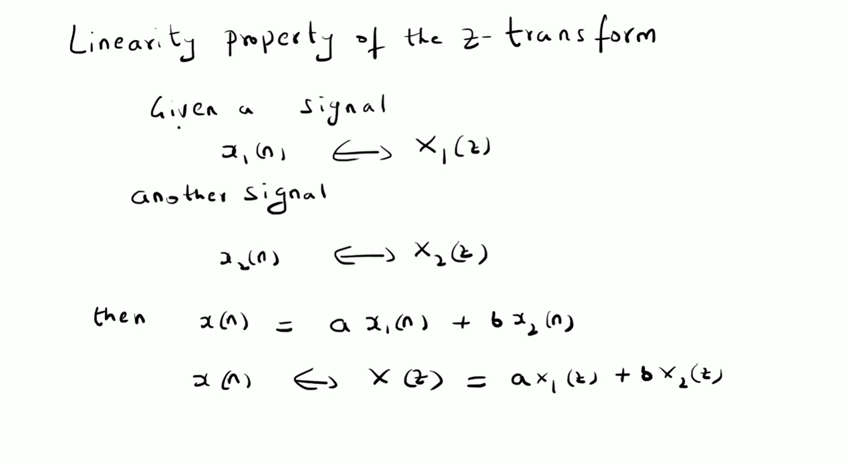 Linearity property of the z-transform
Given a signal
x₁(n) ⟺ X₁(z)
another signal
x₂(n) ⟺ X₂(z)
then x(n) = a x₁(n) + b x₂(n)
x(n) ⟺ X(z) = a X₁(z) + b X₂(z)